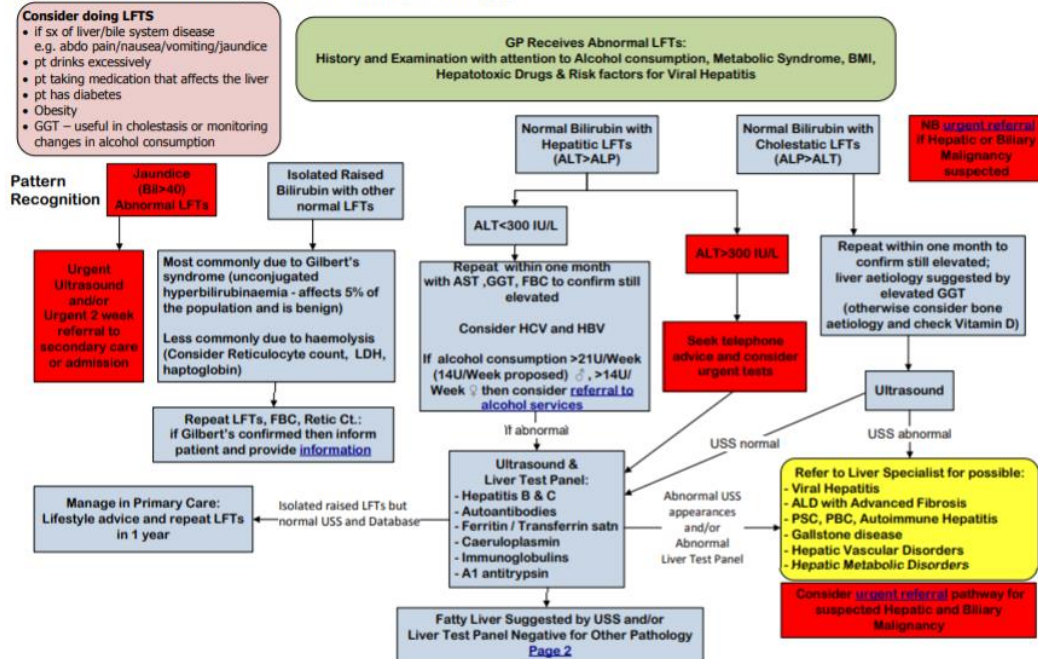 Consider doing LFTS
• if sx of liver/bile system disease
e.g. abdo pain/nausea/vomiting/jaundice
• pt drinks excessively
• pt taking medication that affects the liver
• pt has diabetes
• Obesity
• GGT – useful in cholestasis or monitoring
changes in alcohol consumption
GP Receives Abnormal LFTs:
History and Examination with attention to Alcohol consumption, Metabolic Syndrome, BMI,
Hepatotoxic Drugs & Risk factors for Viral Hepatitis
Pattern
Recognition
Jaundice
(Bil>40)
Abnormal LFTs
Isolated Raised
Bilirubin with other
normal LFTs
Normal Bilirubin with
Hepatitic LFTs
(ALT>ALP)
Normal Bilirubin with
Cholestatic LFTs
(ALP>ALT)
NB urgent referral
if Hepatic or Biliary
Malignancy
suspected
ALT<300 IU/L
ALT>300 IU/L
Urgent
Ultrasound
and/or
Urgent 2 week
referral to
secondary care
or admission
Most commonly due to Gilbert's
syndrome (unconjugated
hyperbilirubinaemia - affects 5% of
the population and is benign)
Less commonly due to haemolysis
(Consider Reticulocyte count, LDH,
haptoglobin)
Repeat within one month
with AST ,GGT, FBC to confirm still
elevated
Consider HCV and HBV
If alcohol consumption >21U/Week
(14U/Week proposed) ♂, >14U/
Week ♀ then consider referral to
alcohol services
Seek telephone
advice and consider
urgent tests
Repeat within one month to
confirm still elevated;
liver aetiology suggested by
elevated GGT
(otherwise consider bone
aetiology and check Vitamin D)
Ultrasound
Repeat LFTs, FBC, Retic Ct.:
if Gilbert's confirmed then inform
patient and provide information
If abnormal
USS normal
USS abnormal
Manage in Primary Care:
Lifestyle advice and repeat LFTs
in 1 year
Isolated raised LFTs but
normal USS and Database
Ultrasound &
Liver Test Panel:
- Hepatitis B & C
- Autoantibodies
- Ferritin / Transferrin satn
- Caeruloplasmin
- Immunoglobulins
- A1 antitrypsin
Abnormal USS
appearances
and/or
Abnormal
Liver Test Panel
Refer to Liver Specialist for possible:
- Viral Hepatitis
- ALD with Advanced Fibrosis
- PSC, PBC, Autoimmune Hepatitis
- Gallstone disease
- Hepatic Vascular Disorders
- Hepatic Metabolic Disorders
Consider urgent referral pathway for
suspected Hepatic and Biliary
Malignancy
Fatty Liver Suggested by USS and/or
Liver Test Panel Negative for Other Pathology
Page 2